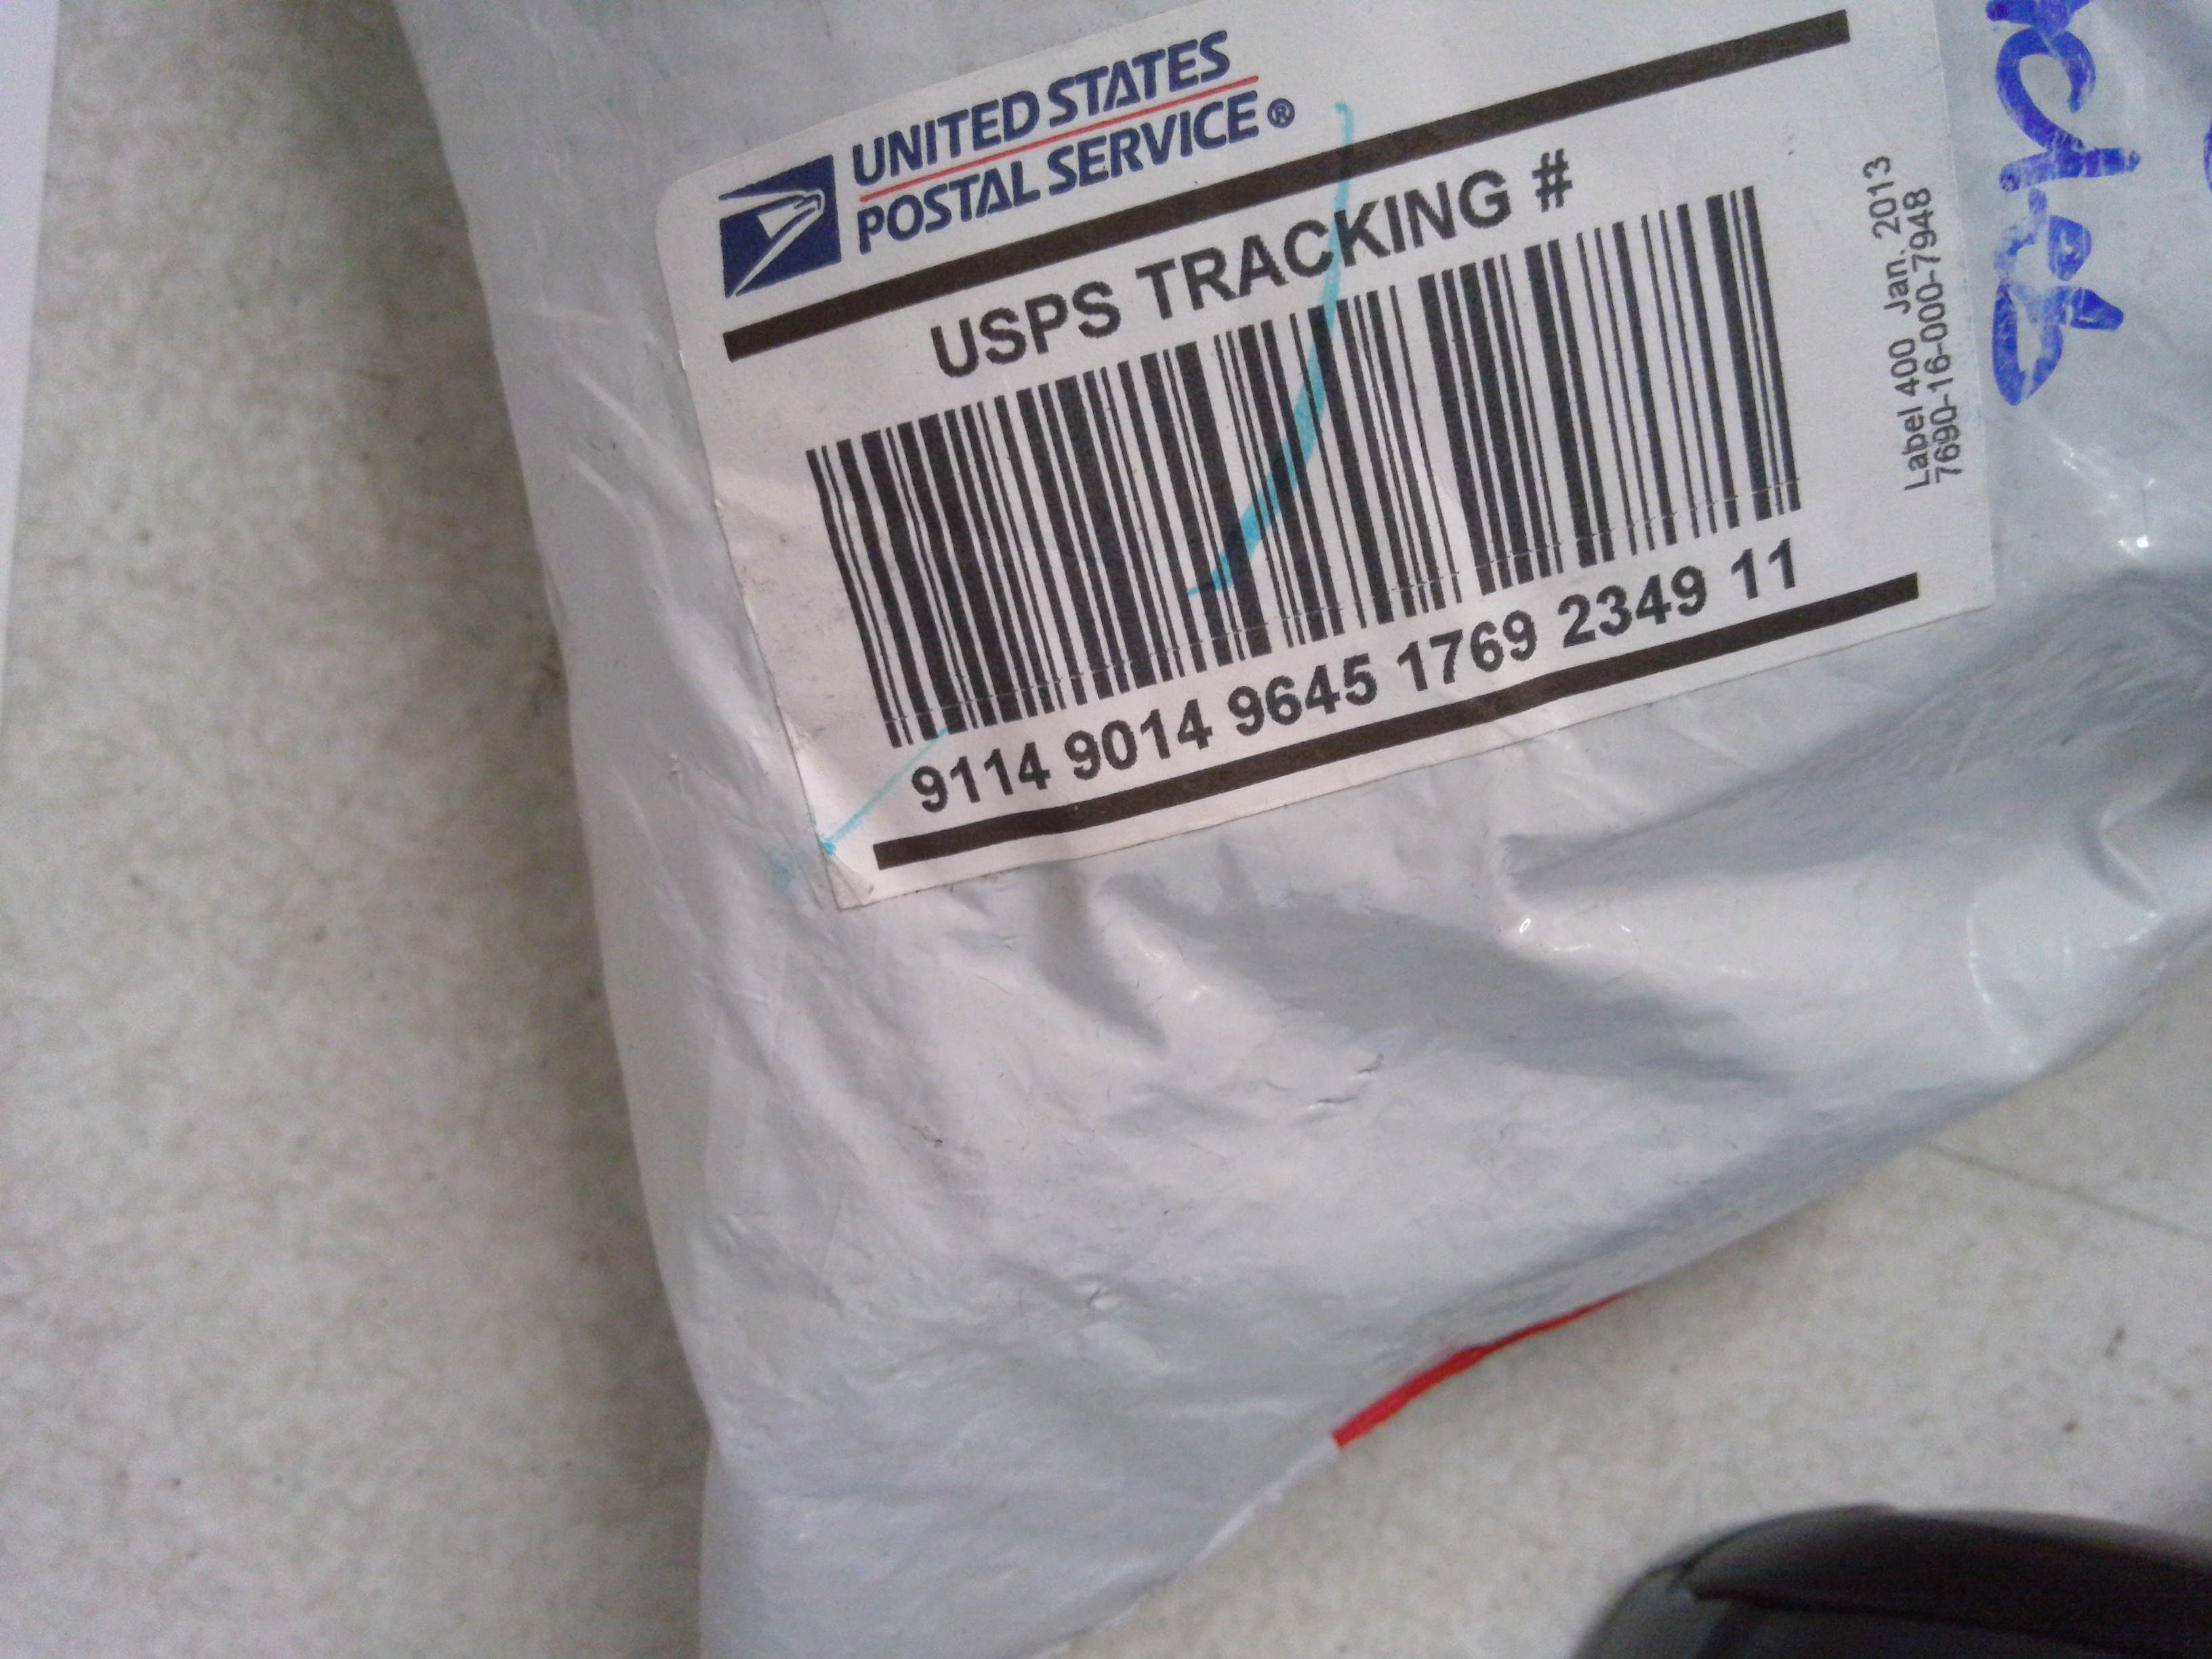 UNITED STATES
POSTAL SERVICE®
USPS TRACKING #
9114 9014 9645 1769 2349 11
Label 400 Jan. 2013
7690-16-000-7948